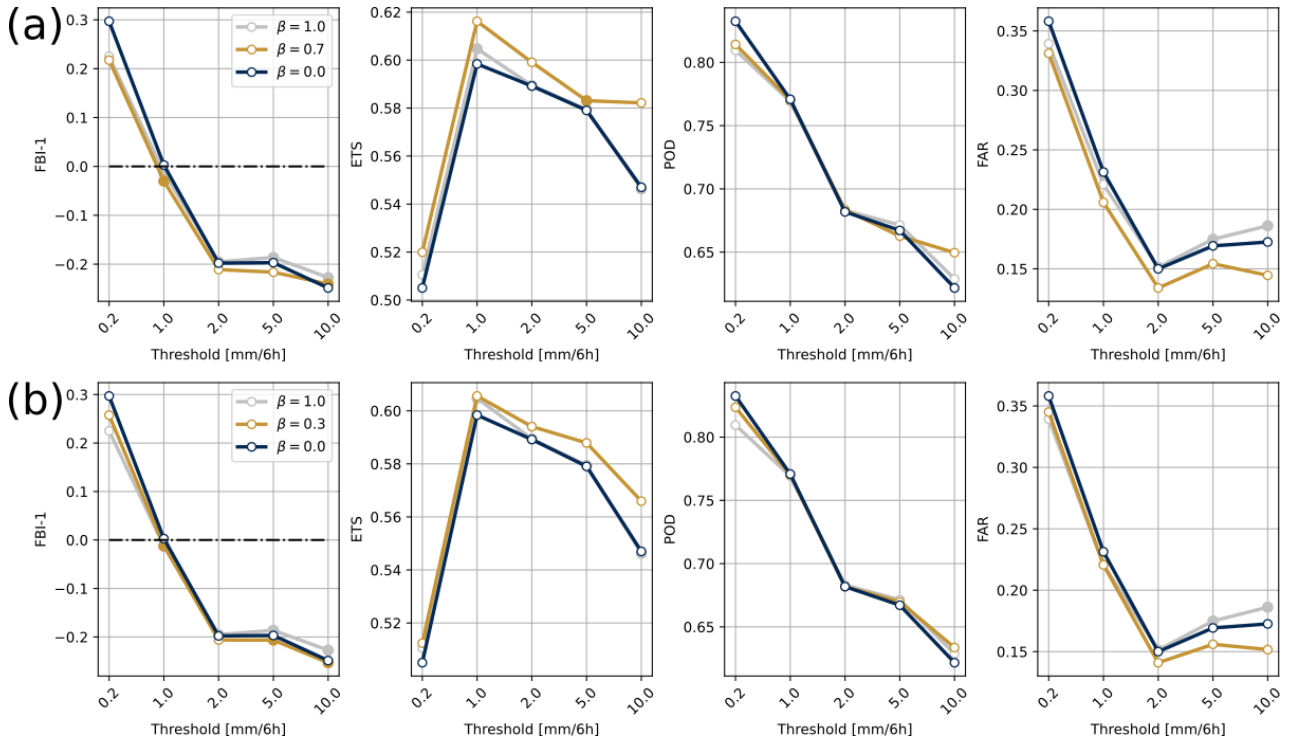 (a)
FBI-1
0.3
0.2
0.1
0.0
−0.1
−0.2
β = 1.0
β = 0.7
β = 0.0
0.2 1.0 2.0 5.0 10.0
Threshold [mm/6h]
ETS
0.62
0.60
0.58
0.56
0.54
0.52
0.50
0.2 1.0 2.0 5.0 10.0
Threshold [mm/6h]
POD
0.80
0.75
0.70
0.65
0.2 1.0 2.0 5.0 10.0
Threshold [mm/6h]
FAR
0.35
0.30
0.25
0.20
0.15
0.2 1.0 2.0 5.0 10.0
Threshold [mm/6h]
(b)
FBI-1
0.3
0.2
0.1
0.0
−0.1
−0.2
β = 1.0
β = 0.3
β = 0.0
0.2 1.0 2.0 5.0 10.0
Threshold [mm/6h]
ETS
0.60
0.58
0.56
0.54
0.52
0.2 1.0 2.0 5.0 10.0
Threshold [mm/6h]
POD
0.80
0.75
0.70
0.65
0.2 1.0 2.0 5.0 10.0
Threshold [mm/6h]
FAR
0.35
0.30
0.25
0.20
0.15
0.2 1.0 2.0 5.0 10.0
Threshold [mm/6h]